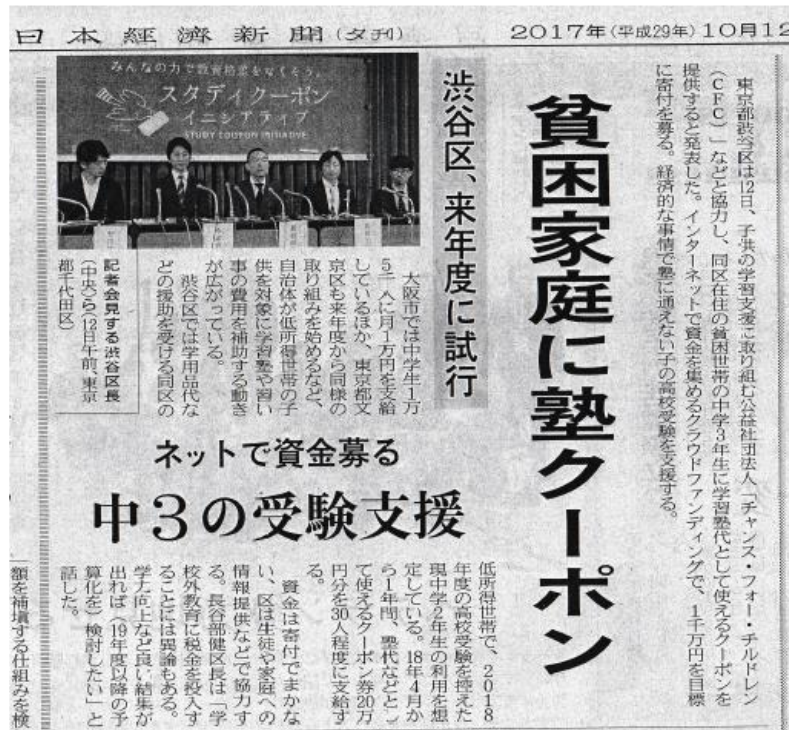 日本経済新聞(夕刊)
2017年(平成29年)10月12
貧困家庭に塾クーポン
渋谷区、来年度に試行
ネットで資金募る
中3の受験支援
東京都渋谷区は12日、子供の学習支援に取り組む公益社団法人「チャンス・フォー・チルドレン
(CFC)」などと協力し、同区在住の貧困世帯の中学3年生に学習塾代として使えるクーポンを
提供すると発表した。インターネットで資金を集めるクラウドファンディングで、1千万円を目標
に寄付を募る。経済的な事情で塾に通えない子の高校受験を支援する。
みんなの力で教育格差をなくそう。
スタディクーポン
イニシアティブ
STUDY COUPON INITIATIVE
記者会見する渋谷区長
(中央)ら(12日午前、東京
都千代田区)
大阪市では中学生1万
5千人に月1万円を支給
しているほか、東京都文
京区も来年度から同様の
取り組みを始めるなど、
自治体が低所得世帯の子
供を対象に学習塾や習い
事の費用を補助する動き
が広がっている。
渋谷区では学用品代な
どの援助を受ける同区の
低所得世帯で、2018
年度の高校受験を控えた
現中学2年生の利用を想
定している。18年4月か
ら1年間、塾代などとし
て使えるクーポン券20万
円分を30人程度に支給す
る。
資金は寄付でまかな
い、区は生徒や家庭への
情報提供などで協力す
る。長谷部健区長は「学
校外教育に税金を投入す
ることには異論もある。
学力向上など良い結果が
出れば(19年度以降の予
算化を)検討したい」と
話した。
額を補填する仕組みを検